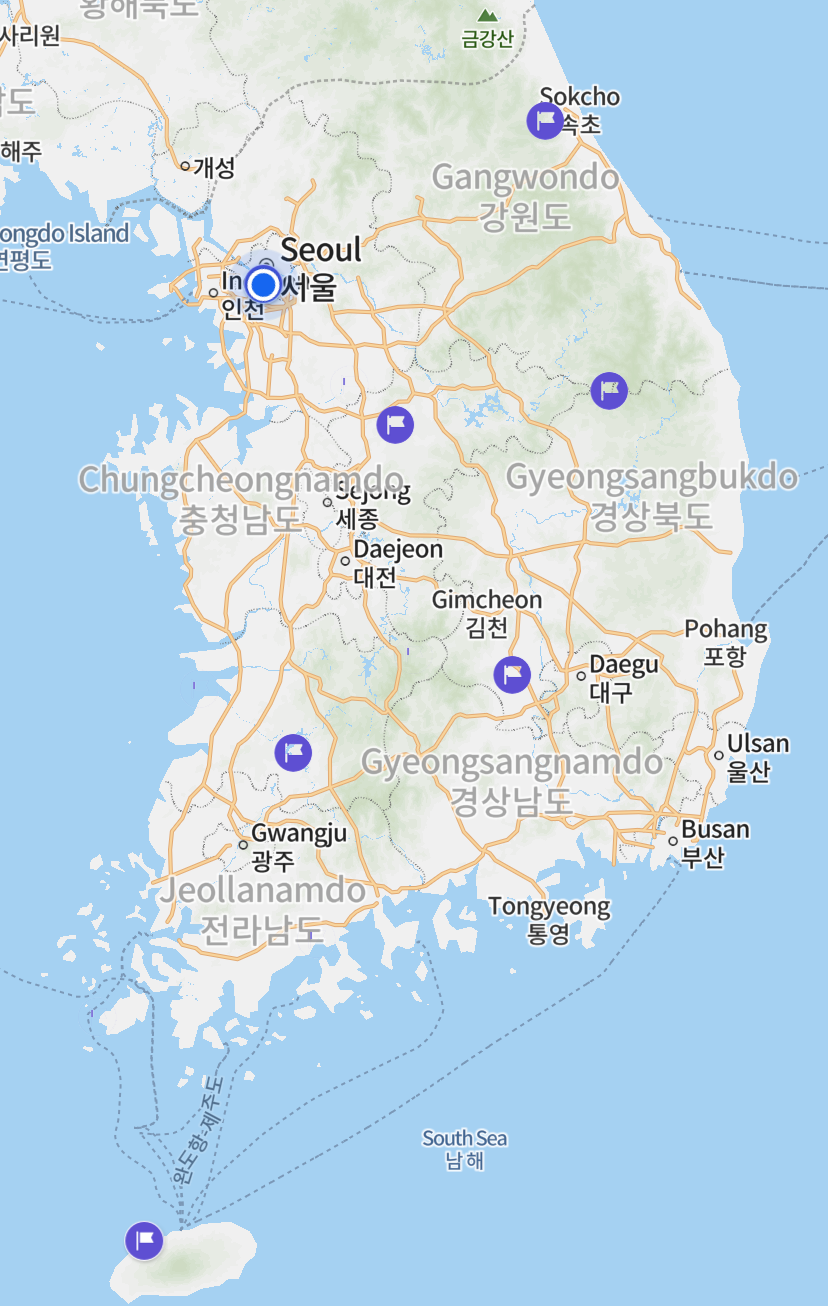 황해북도
사리원
금강산
Sokcho
속초
남도
해주
개성
Gangwondo
강원도
ongdo Island
연평도
Seoul
서울
In
인천
Chungcheongnamdo
충청남도
Gyeongsangbukdo
경상북도
Sejong
세종
Daejeon
대전
Gimcheon
김천
Pohang
포항
Daegu
대구
Ulsan
울산
Gyeongsangnamdo
경상남도
Gwangju
광주
Busan
부산
Jeollanamdo
전라남도
Tongyeong
통영
완도항-제주도
South Sea
남해